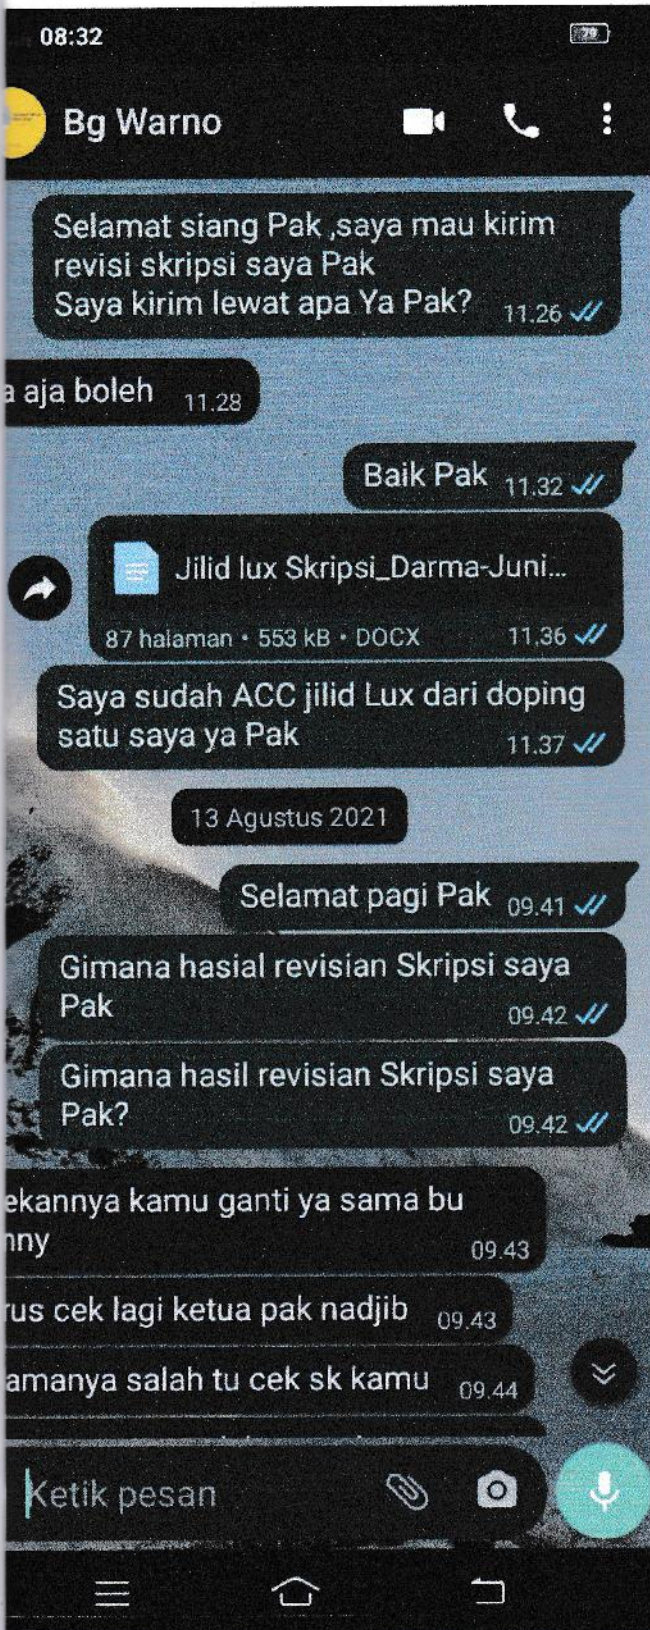 08:32
79
Bg Warno
Selamat siang Pak ,saya mau kirim
revisi skripsi saya Pak
Saya kirim lewat apa Ya Pak? 11.26
aja boleh 11.28
Baik Pak 11.32
Jilid lux Skripsi_Darma-Juni...
87 halaman • 553 kB • DOCX 11.36
Saya sudah ACC jilid Lux dari doping
satu saya ya Pak 11.37
13 Agustus 2021
Selamat pagi Pak 09.41
Gimana hasial revisian Skripsi saya
Pak 09.42
Gimana hasil revisian Skripsi saya
Pak? 09.42
ekannya kamu ganti ya sama bu
nny 09.43
rus cek lagi ketua pak nadjib 09.43
amanya salah tu cek sk kamu 09.44
Ketik pesan